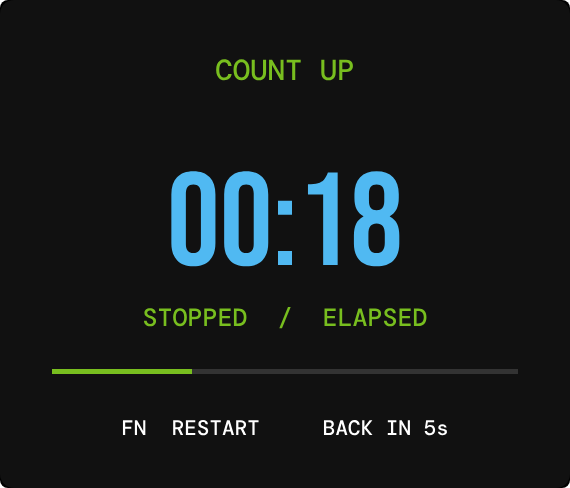 COUNT UP
00:18
STOPPED / ELAPSED
FN RESTART BACK IN 5s